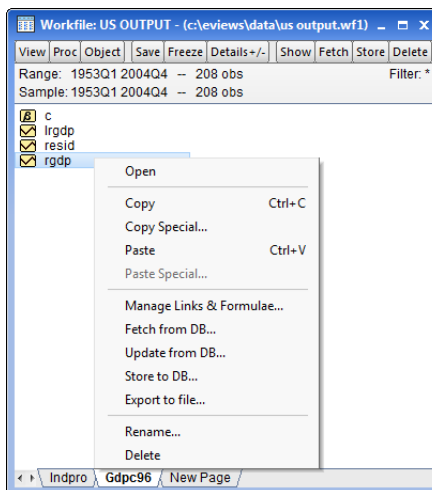 Workfile: US OUTPUT - (c:\eviews\data\us output.wf1)
View Proc Object Save Freeze Details+/- Show Fetch Store Delete
Range: 1953Q1 2004Q4 -- 208 obs Filter: *
Sample: 1953Q1 2004Q4 -- 208 obs
β c
lrgdp
resid
rgdp
Open
Copy Ctrl+C
Copy Special...
Paste Ctrl+V
Paste Special...
Manage Links & Formulae...
Fetch from DB...
Update from DB...
Store to DB...
Export to file...
Rename...
Delete
Indpro Gdpc96 New Page